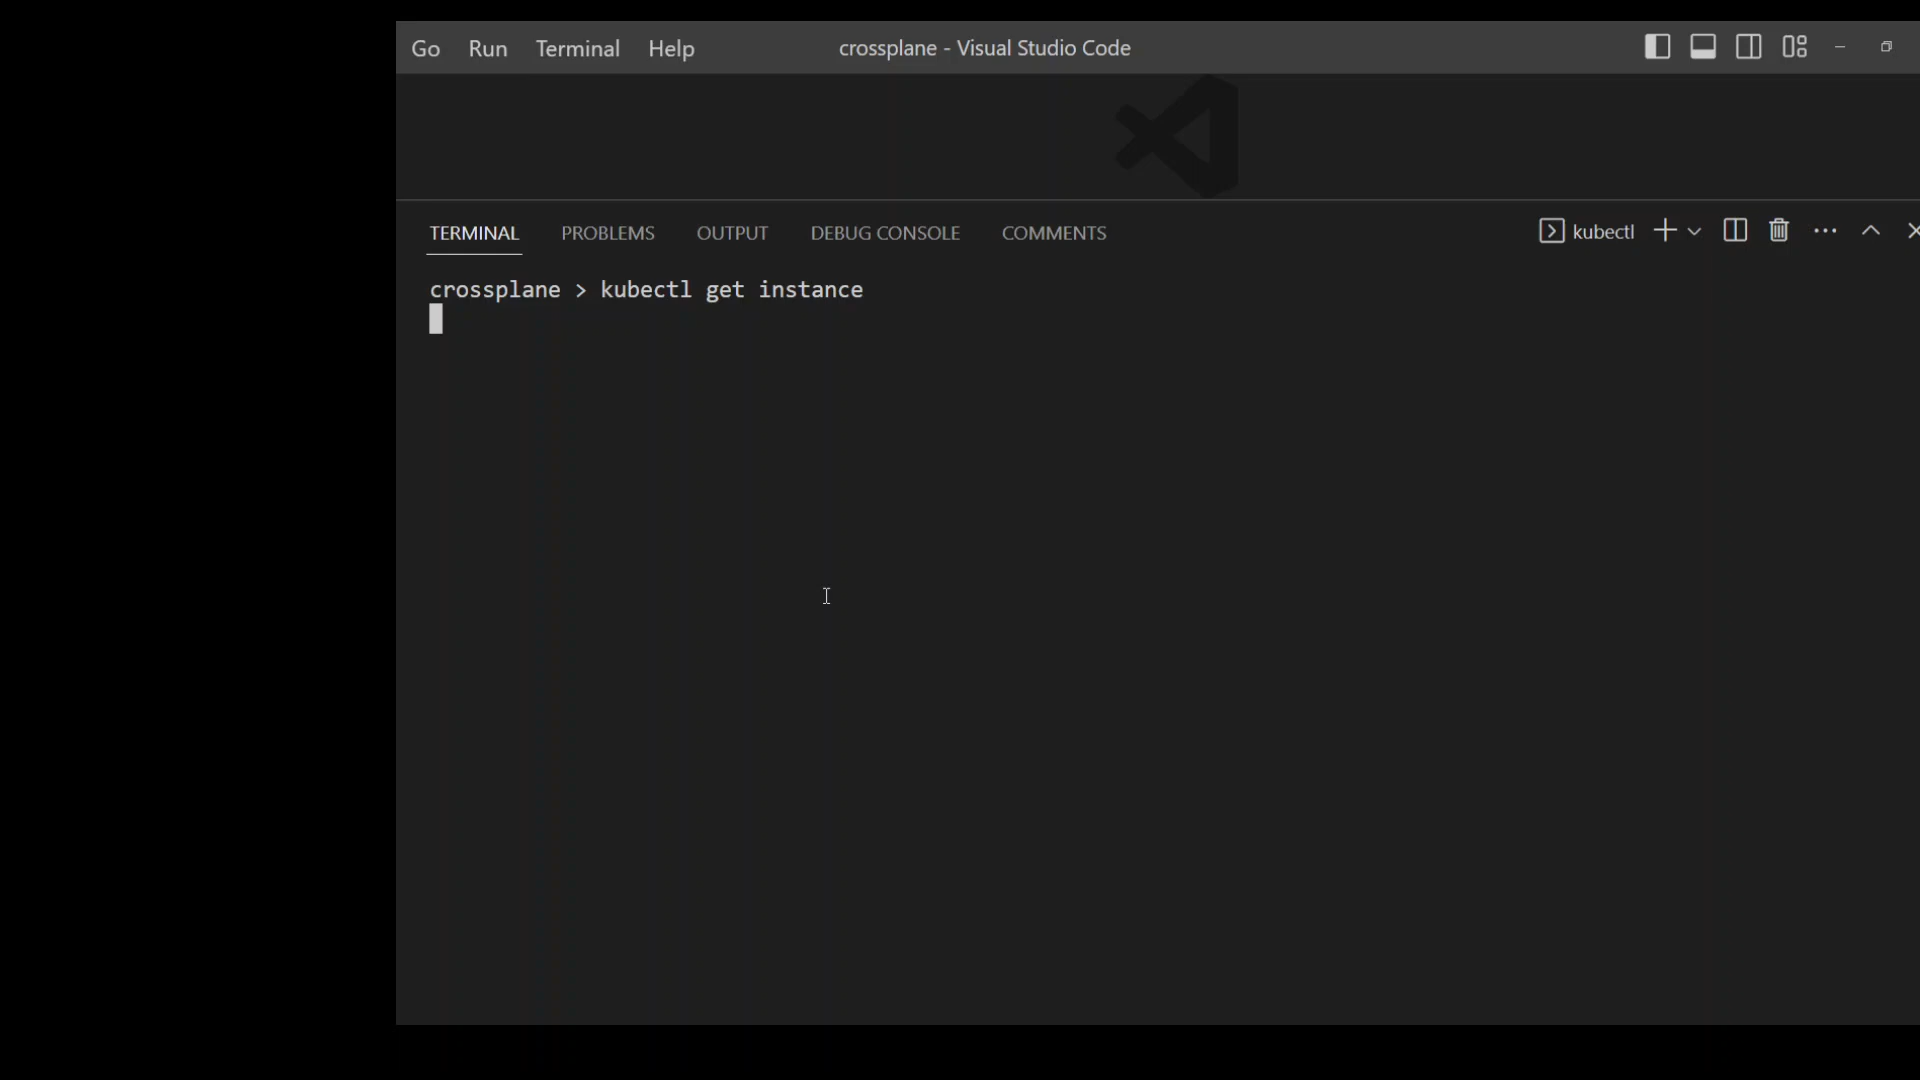 Go Run Terminal Help crossplane - Visual Studio Code
TERMINAL PROBLEMS OUTPUT DEBUG CONSOLE COMMENTS kubectl
crossplane > kubectl get instance